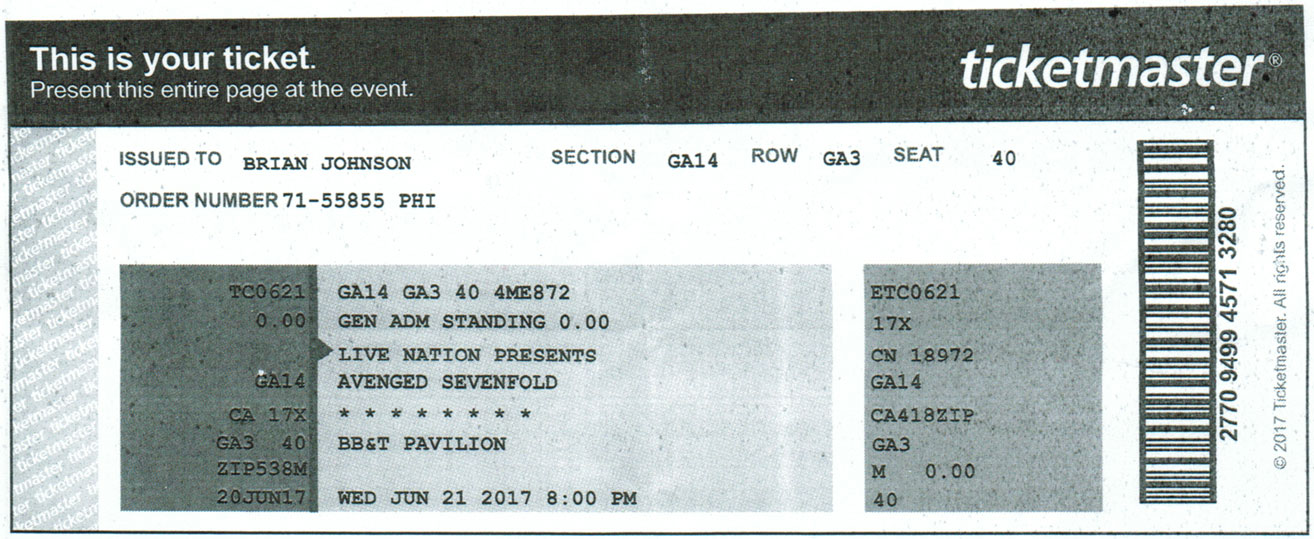 This is your ticket.
Present this entire page at the event.
ticketmaster®
ISSUED TO BRIAN JOHNSON SECTION GA14 ROW GA3 SEAT 40
ORDER NUMBER 71-55855 PHI
TC0621 GA14 GA3 40 4ME872 ETC0621
0.00 GEN ADM STANDING 0.00 17X
LIVE NATION PRESENTS CN 18972
GA14 AVENGED SEVENFOLD GA14
CA 17X * * * * * * * * CA418ZIP
GA3 40 BB&T PAVILION GA3
ZIP538M M 0.00
20JUN17 WED JUN 21 2017 8:00 PM 40
2770 9499 4571 3280
© 2017 Ticketmaster. All rights reserved.